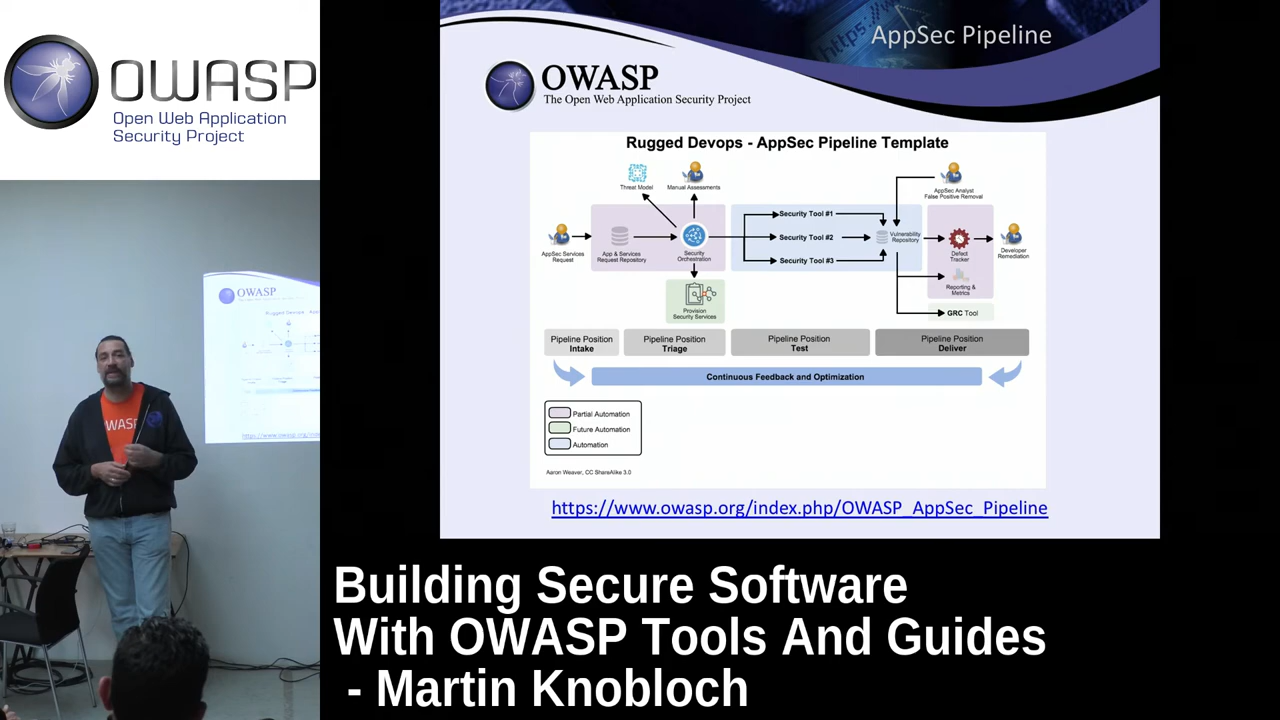 OWASP
Open Web Application
Security Project
AppSec Pipeline
OWASP
The Open Web Application Security Project
Rugged Devops - AppSec Pipeline Template
Threat Model
Manual Assessments
AppSec Analyst
False Positive Removal
AppSec Services
Request
App & Services
Request Repository
Security
Orchestration
Security Tool #1
Security Tool #2
Security Tool #3
Vulnerability
Repository
Defect
Tracker
Developer
Remediation
Reporting &
Metrics
Provision
Security Services
GRC Tool
Pipeline Position
Intake
Pipeline Position
Triage
Pipeline Position
Test
Pipeline Position
Deliver
Continuous Feedback and Optimization
Partial Automation
Future Automation
Automation
Aaron Weaver, CC ShareAlike 3.0
https://www.owasp.org/index.php/OWASP_AppSec_Pipeline
OWASP
WAS
Building Secure Software
With OWASP Tools And Guides
- Martin Knobloch